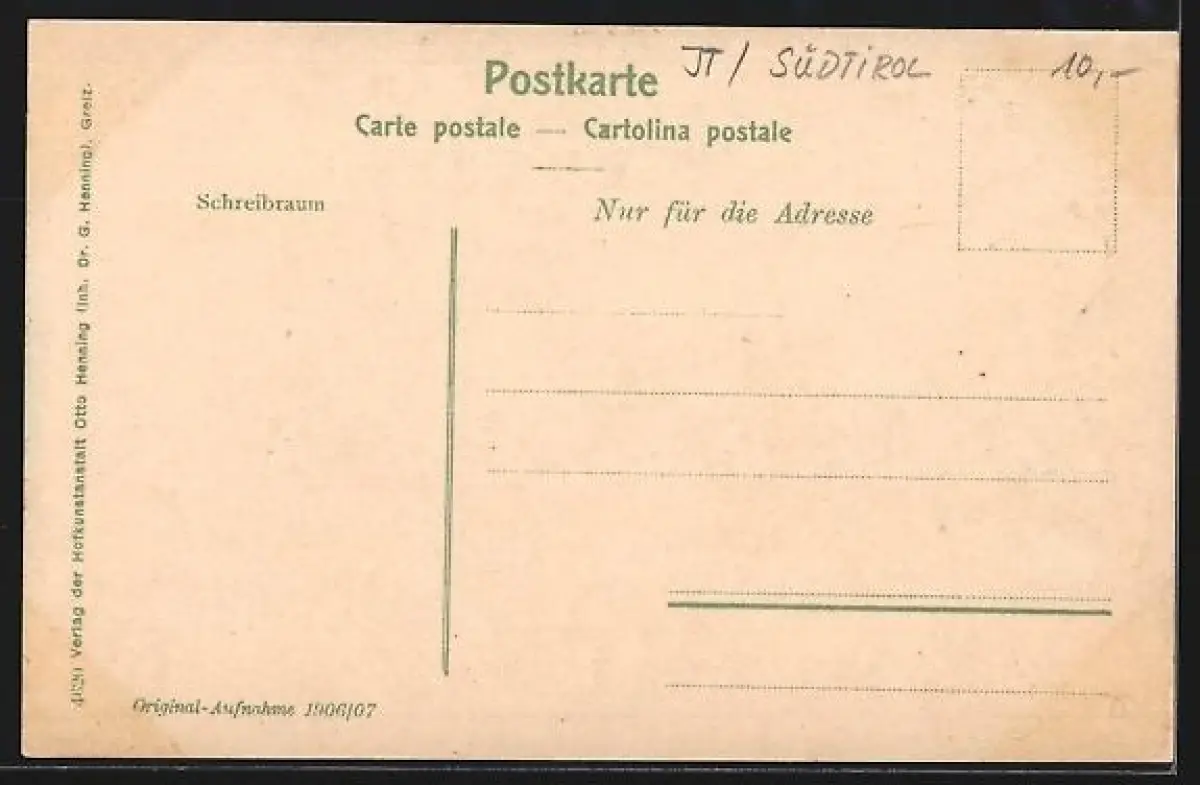 Postkarte JT / SÜDTiROL 10,-
Carte postale — Cartolina postale
Schreibraum
Nur für die Adresse
Verlag der Hofkunstanstalt Otto Henning (Inh. Dr. G. Henning), Greiz.
Original-Aufnahme 1906/07